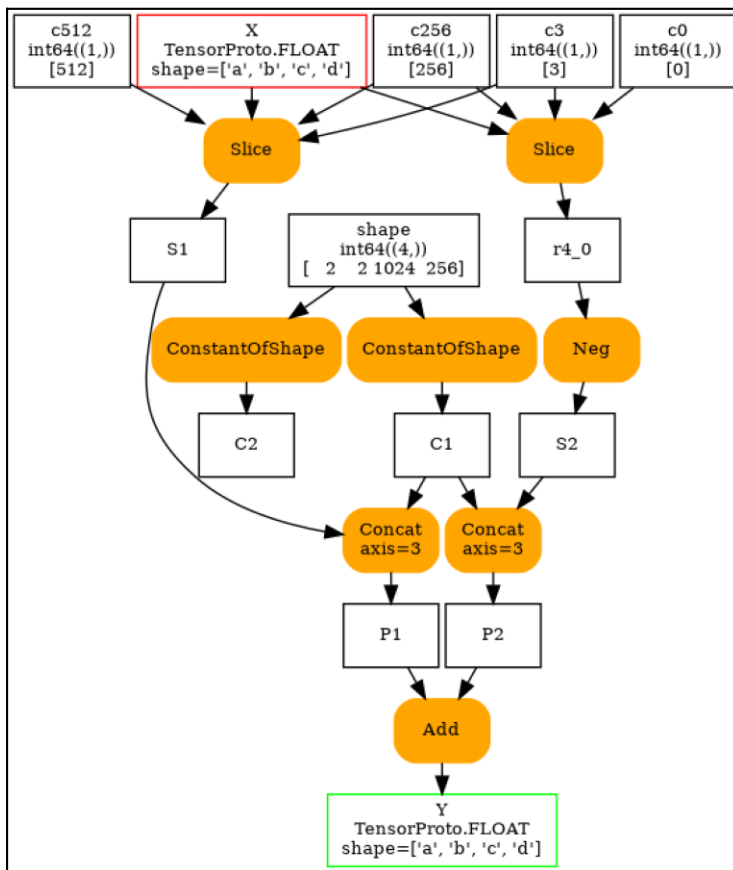 c512
int64((1,))
[512]
X
TensorProto.FLOAT
shape=['a', 'b', 'c', 'd']
c256
int64((1,))
[256]
c3
int64((1,))
[3]
c0
int64((1,))
[0]
Slice
Slice
S1
shape
int64((4,))
[   2    2 1024  256]
r4_0
ConstantOfShape
ConstantOfShape
Neg
C2
C1
S2
Concat
axis=3
Concat
axis=3
P1
P2
Add
Y
TensorProto.FLOAT
shape=['a', 'b', 'c', 'd']